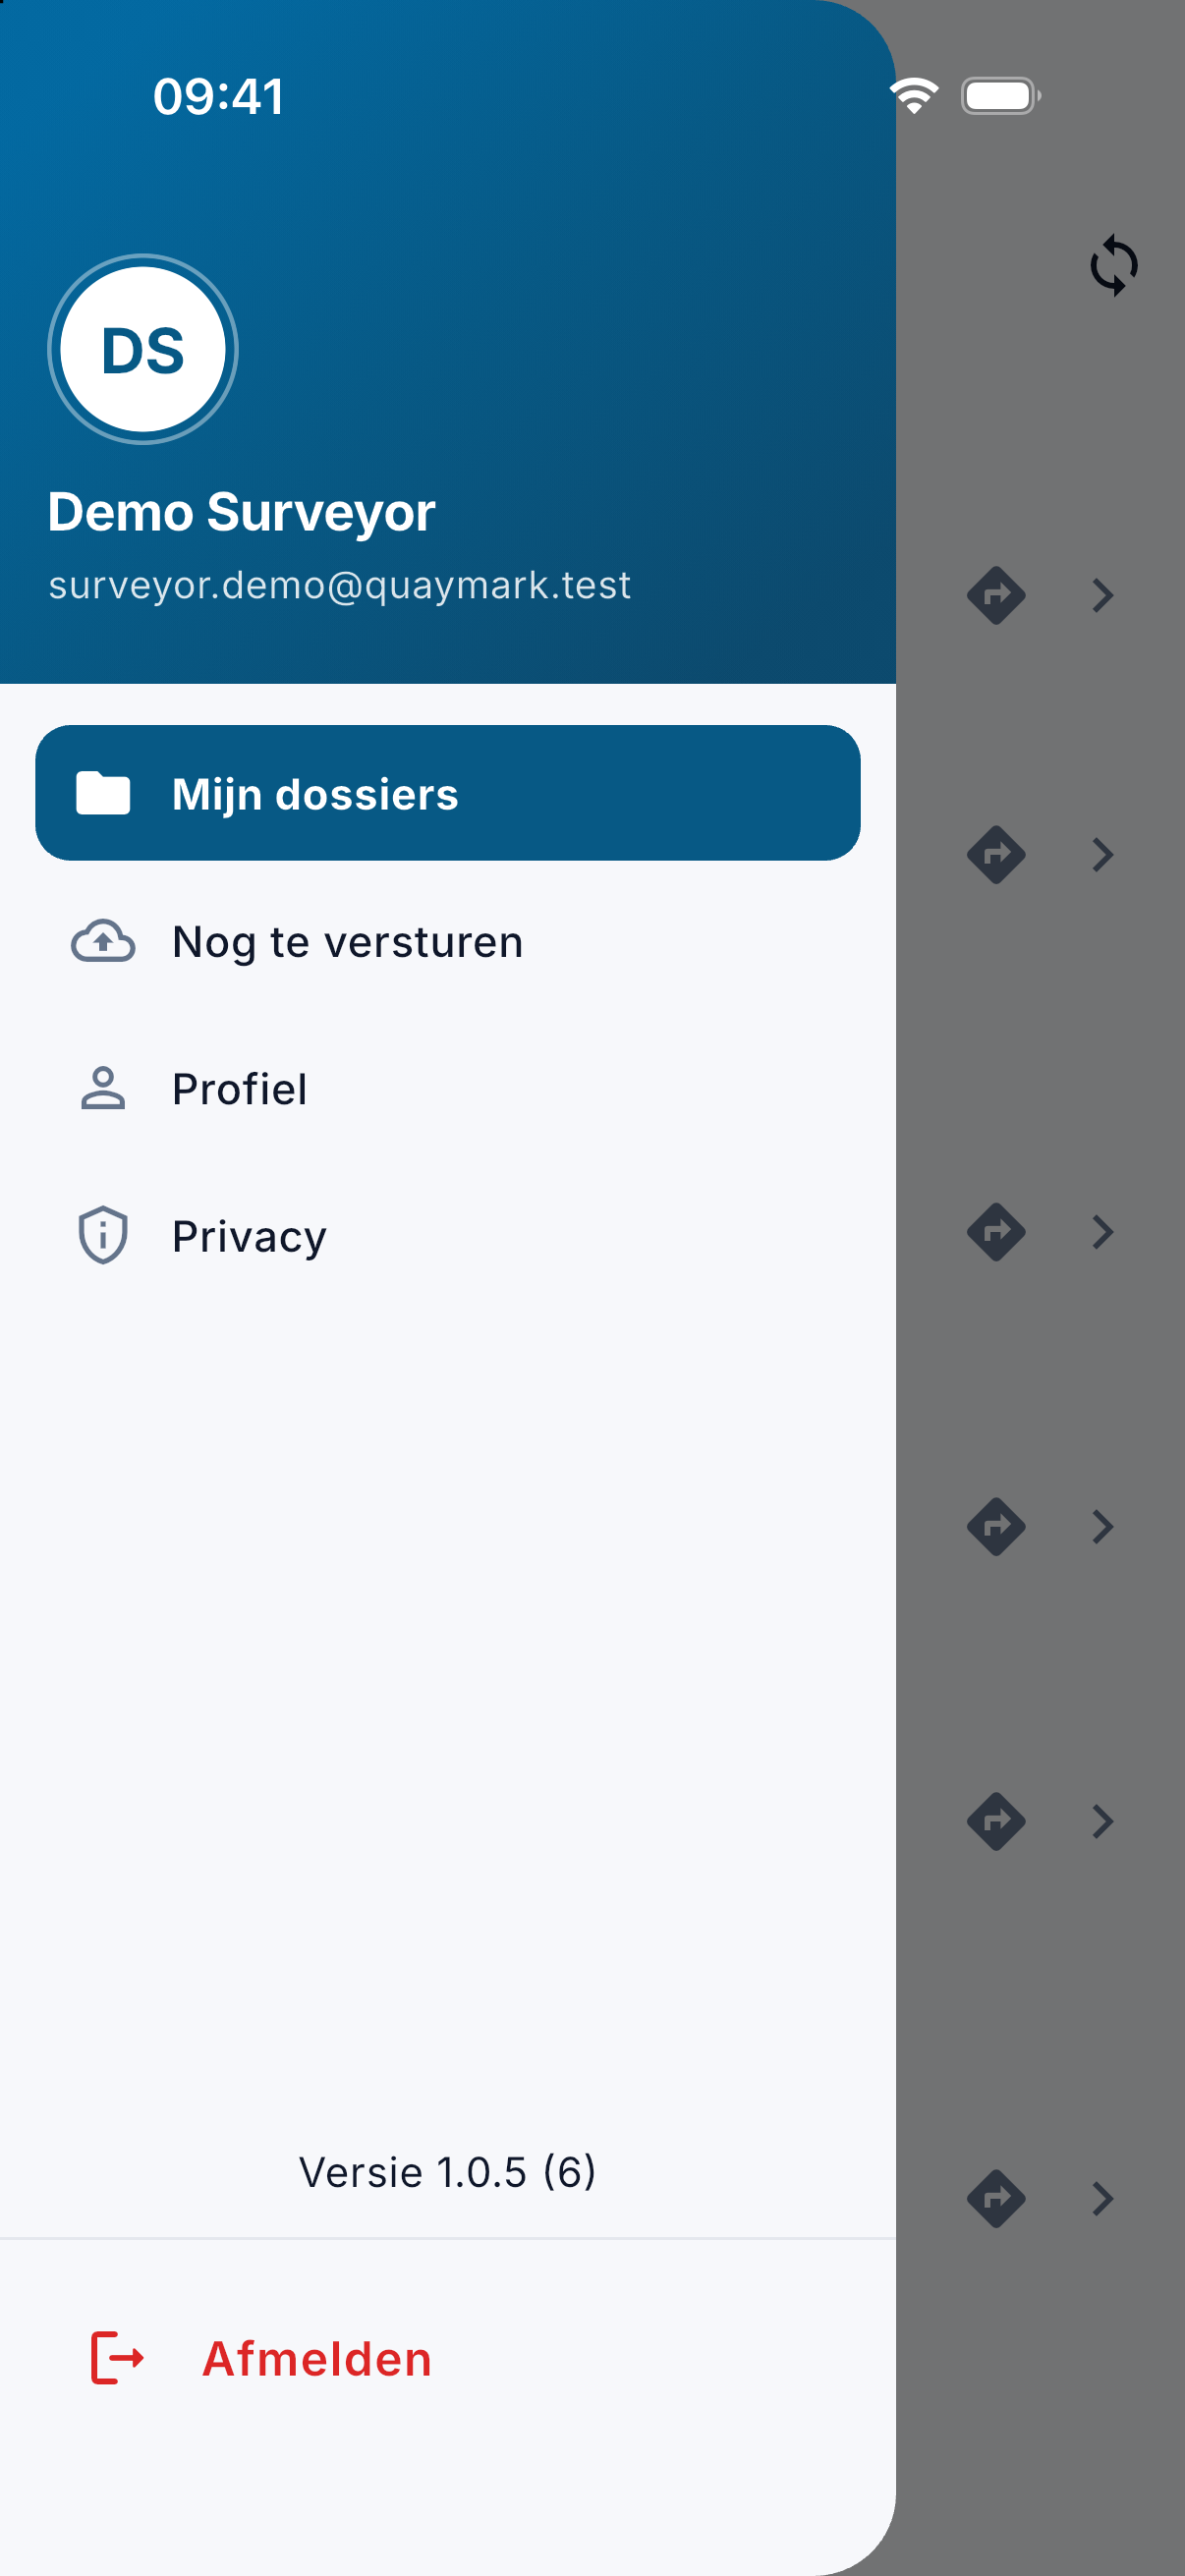 09:41
DS
Demo Surveyor
surveyor.demo@quaymark.test
Mijn dossiers
Nog te versturen
Profiel
Privacy
Versie 1.0.5 (6)
Afmelden